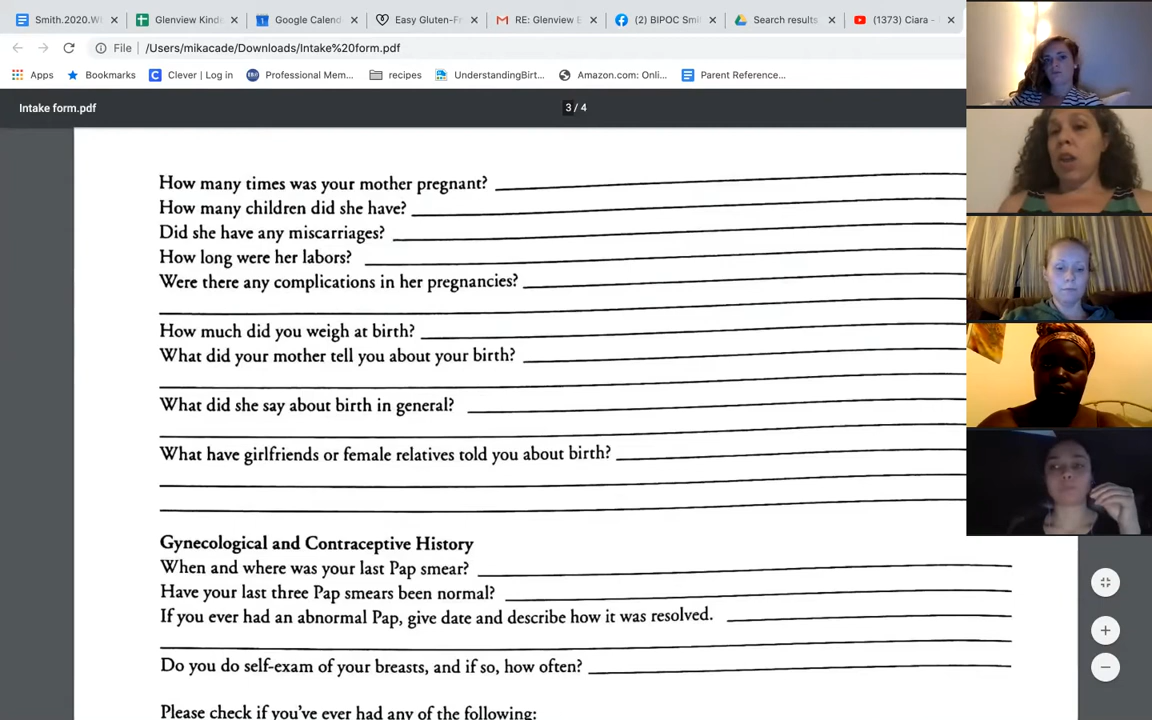 Smith.2020.Wi
Glenview Kind
Google Calend
Easy Gluten-Fr
RE: Glenview E
(2) BIPOC Smi
Search results
(1373) Ciara -
File /Users/mikacade/Downloads/Intake%20form.pdf
Apps Bookmarks Clever | Log in Professional Mem... recipes UnderstandingBirt... Amazon.com: Onli... Parent Reference...
Intake form.pdf 3 / 4
How many times was your mother pregnant?
How many children did she have?
Did she have any miscarriages?
How long were her labors?
Were there any complications in her pregnancies?
How much did you weigh at birth?
What did your mother tell you about your birth?
What did she say about birth in general?
What have girlfriends or female relatives told you about birth?
Gynecological and Contraceptive History
When and where was your last Pap smear?
Have your last three Pap smears been normal?
If you ever had an abnormal Pap, give date and describe how it was resolved.
Do you do self-exam of your breasts, and if so, how often?
Please check if you've ever had any of the following: